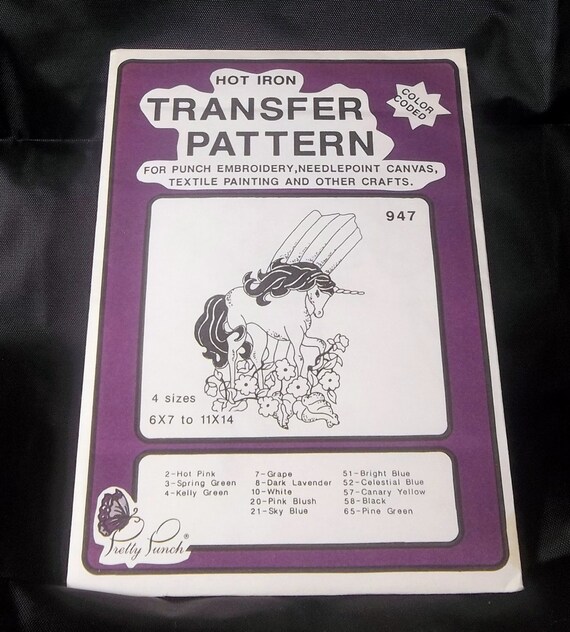 HOT IRON
TRANSFER
PATTERN
COLOR
CODED
FOR PUNCH EMBROIDERY, NEEDLEPOINT CANVAS,
TEXTILE PAINTING AND OTHER CRAFTS.
947
4 sizes
6X7 to 11X14
2-Hot Pink
3-Spring Green
4-Kelly Green
7-Grape
8-Dark Lavender
10-White
20-Pink Blush
21-Sky Blue
51-Bright Blue
52-Celestial Blue
57-Canary Yellow
58-Black
65-Pine Green
Pretty Punch®